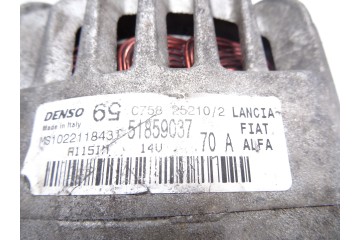 DENSO 59 C758 25210/2 LANCIA
Made in Italy 51859037 FIAT
MS1022118431
A115IM 14V 70 A ALFA